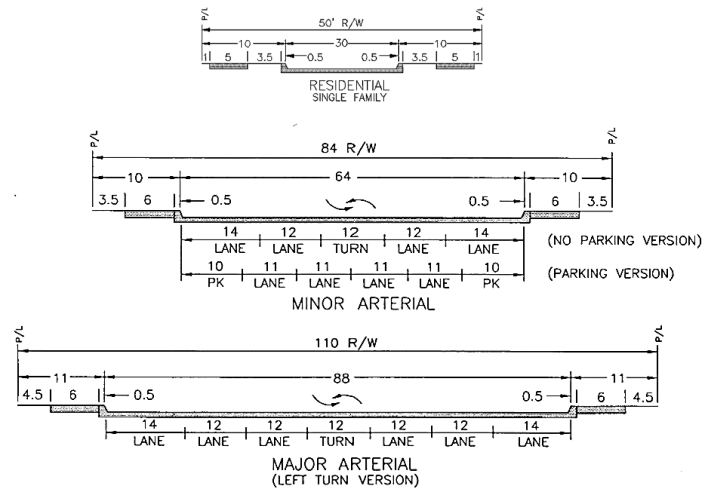 P/L 50' R/W P/L
10 30 10
1 5 3.5 0.5 0.5 3.5 5 1
RESIDENTIAL
SINGLE FAMILY
P/L 84 R/W P/L
10 64 10
3.5 6 0.5 0.5 6 3.5
14 12 12 12 14
LANE LANE TURN LANE LANE (NO PARKING VERSION)
10 11 11 11 11 10 (PARKING VERSION)
PK LANE LANE LANE LANE PK
MINOR ARTERIAL
P/L 110 R/W P/L
11 88 11
4.5 6 0.5 0.5 6 4.5
14 12 12 12 12 12 14
LANE LANE LANE TURN LANE LANE LANE
MAJOR ARTERIAL
(LEFT TURN VERSION)